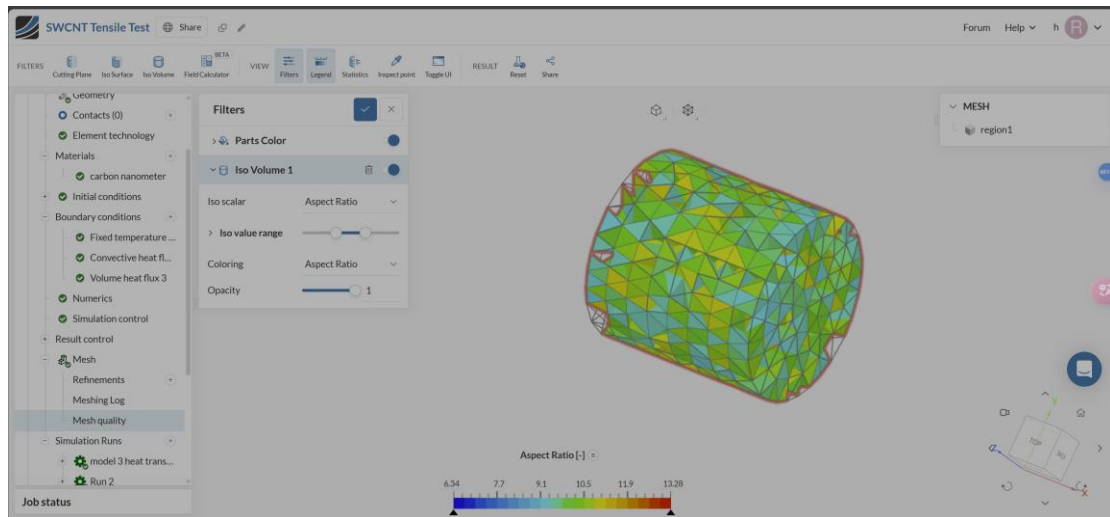 SWCNT Tensile Test Share Forum Help h R
FILTERS Cutting Plane Iso Surface Iso Volume BETA Field Calculator VIEW Filters Legend Statistics Inspect point Toggle UI RESULT Reset Share
Geometry
Contacts (0)
Element technology
Materials
carbon nanometer
Initial conditions
Boundary conditions
Fixed temperature ...
Convective heat fl...
Volume heat flux 3
Numerics
Simulation control
Result control
Mesh
Refinements
Meshing Log
Mesh quality
Simulation Runs
model 3 heat trans...
Run 2
Job status
Filters
Parts Color
Iso Volume 1
Iso scalar Aspect Ratio
Iso value range
Coloring Aspect Ratio
Opacity 1
MESH
region1
Aspect Ratio [-]
6.34 7.7 9.1 10.5 11.9 13.28
Y
TOP
Z
X